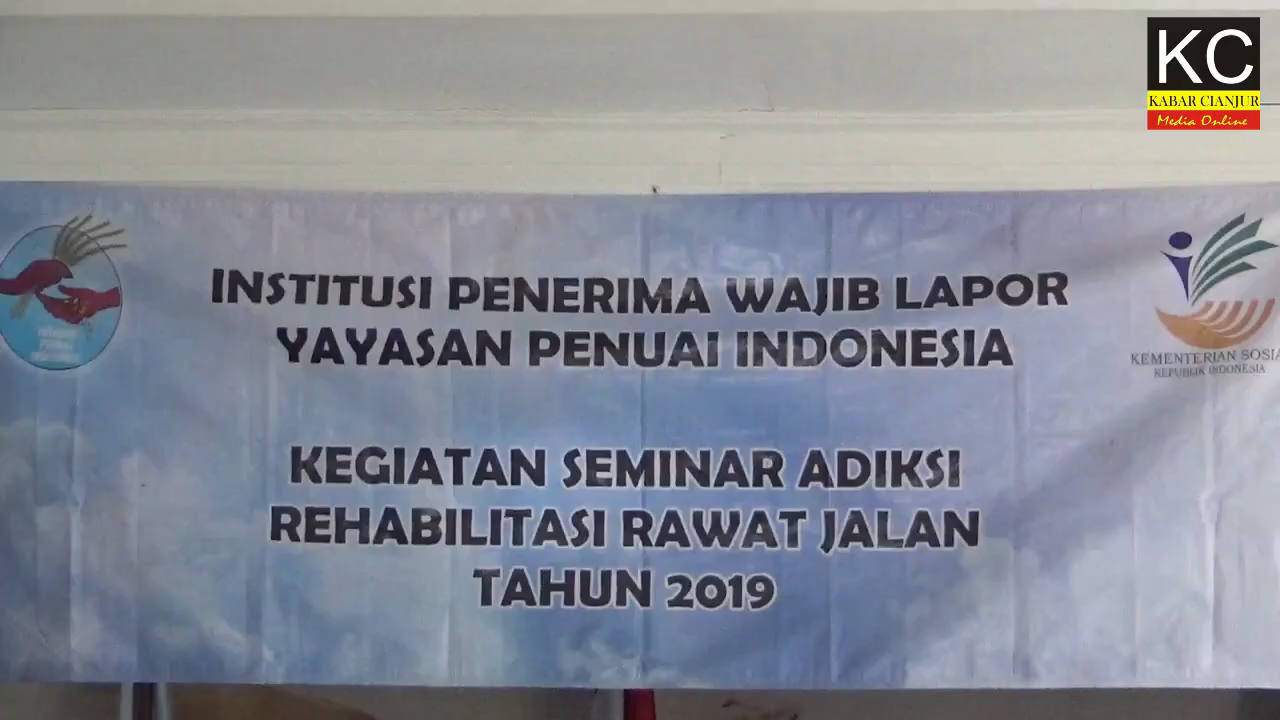 KC
KABAR CIANJUR
Media Online
INSTITUSI PENERIMA WAJIB LAPOR
YAYASAN PENUAI INDONESIA
KEMENTERIAN SOSIA
REPUBLIK INDONESIA
KEGIATAN SEMINAR ADIKSI
REHABILITASI RAWAT JALAN
TAHUN 2019